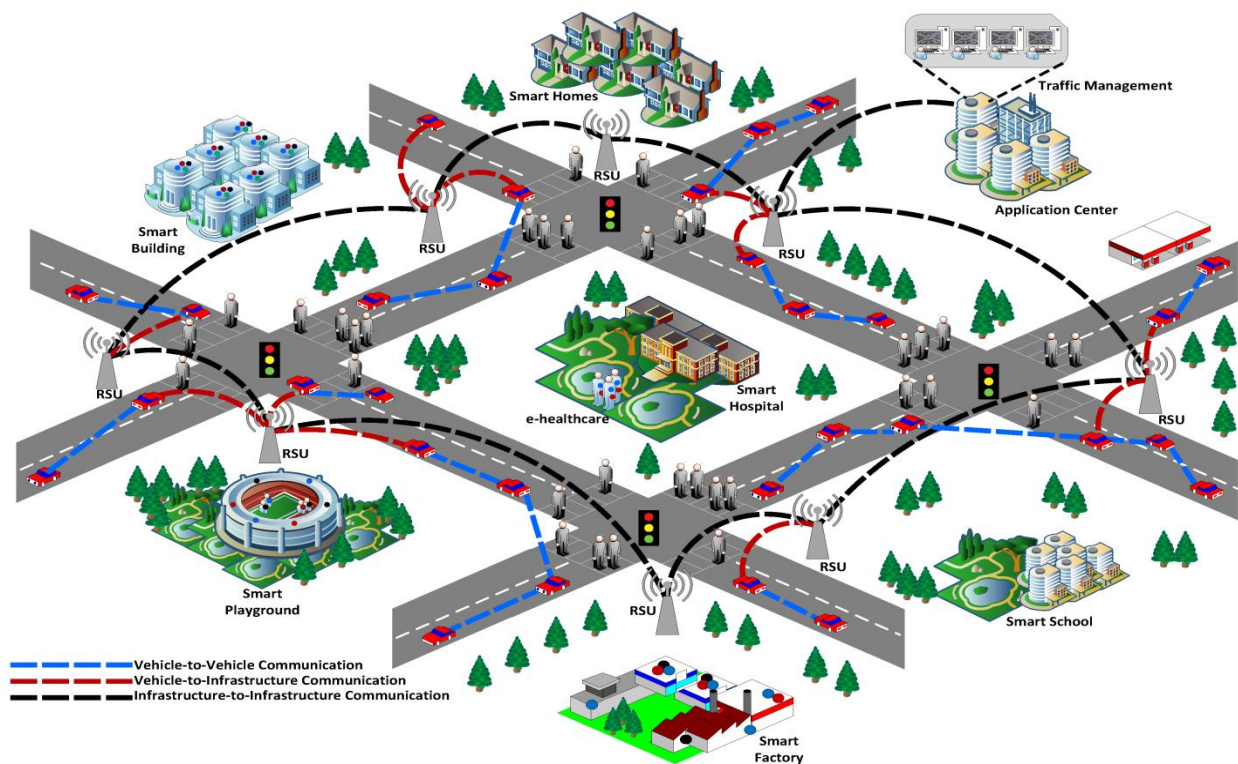 Smart Homes
Traffic Management
RSU
Application Center
Smart
Building
RSU
RSU
RSU
RSU
Smart
Hospital
e-healthcare
RSU
RSU
Smart
Playground
RSU
RSU
Smart School
Vehicle-to-Vehicle Communication
Vehicle-to-Infrastructure Communication
Infrastructure-to-Infrastructure Communication
Smart
Factory